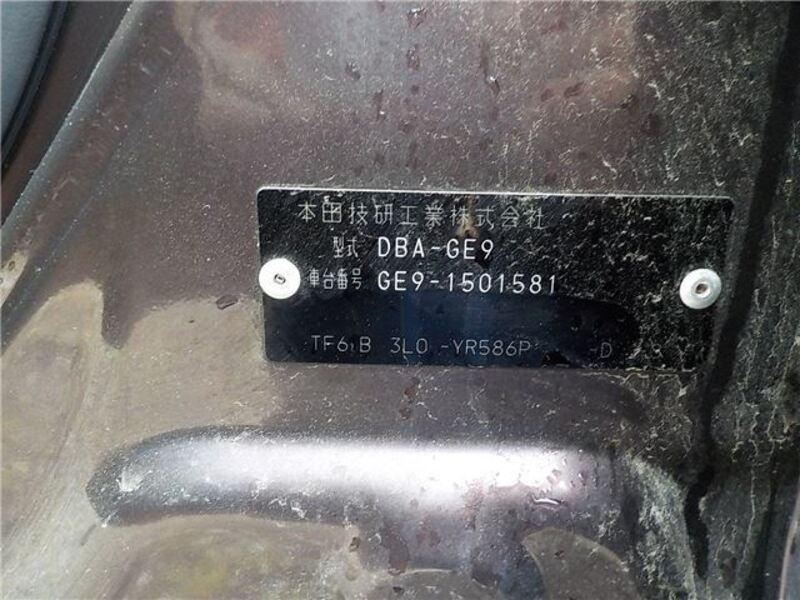 本田技研工業株式会社
型式 DBA-GE9
車台番号 GE9-1501581
TF6 B 3L0 -YR586P -D